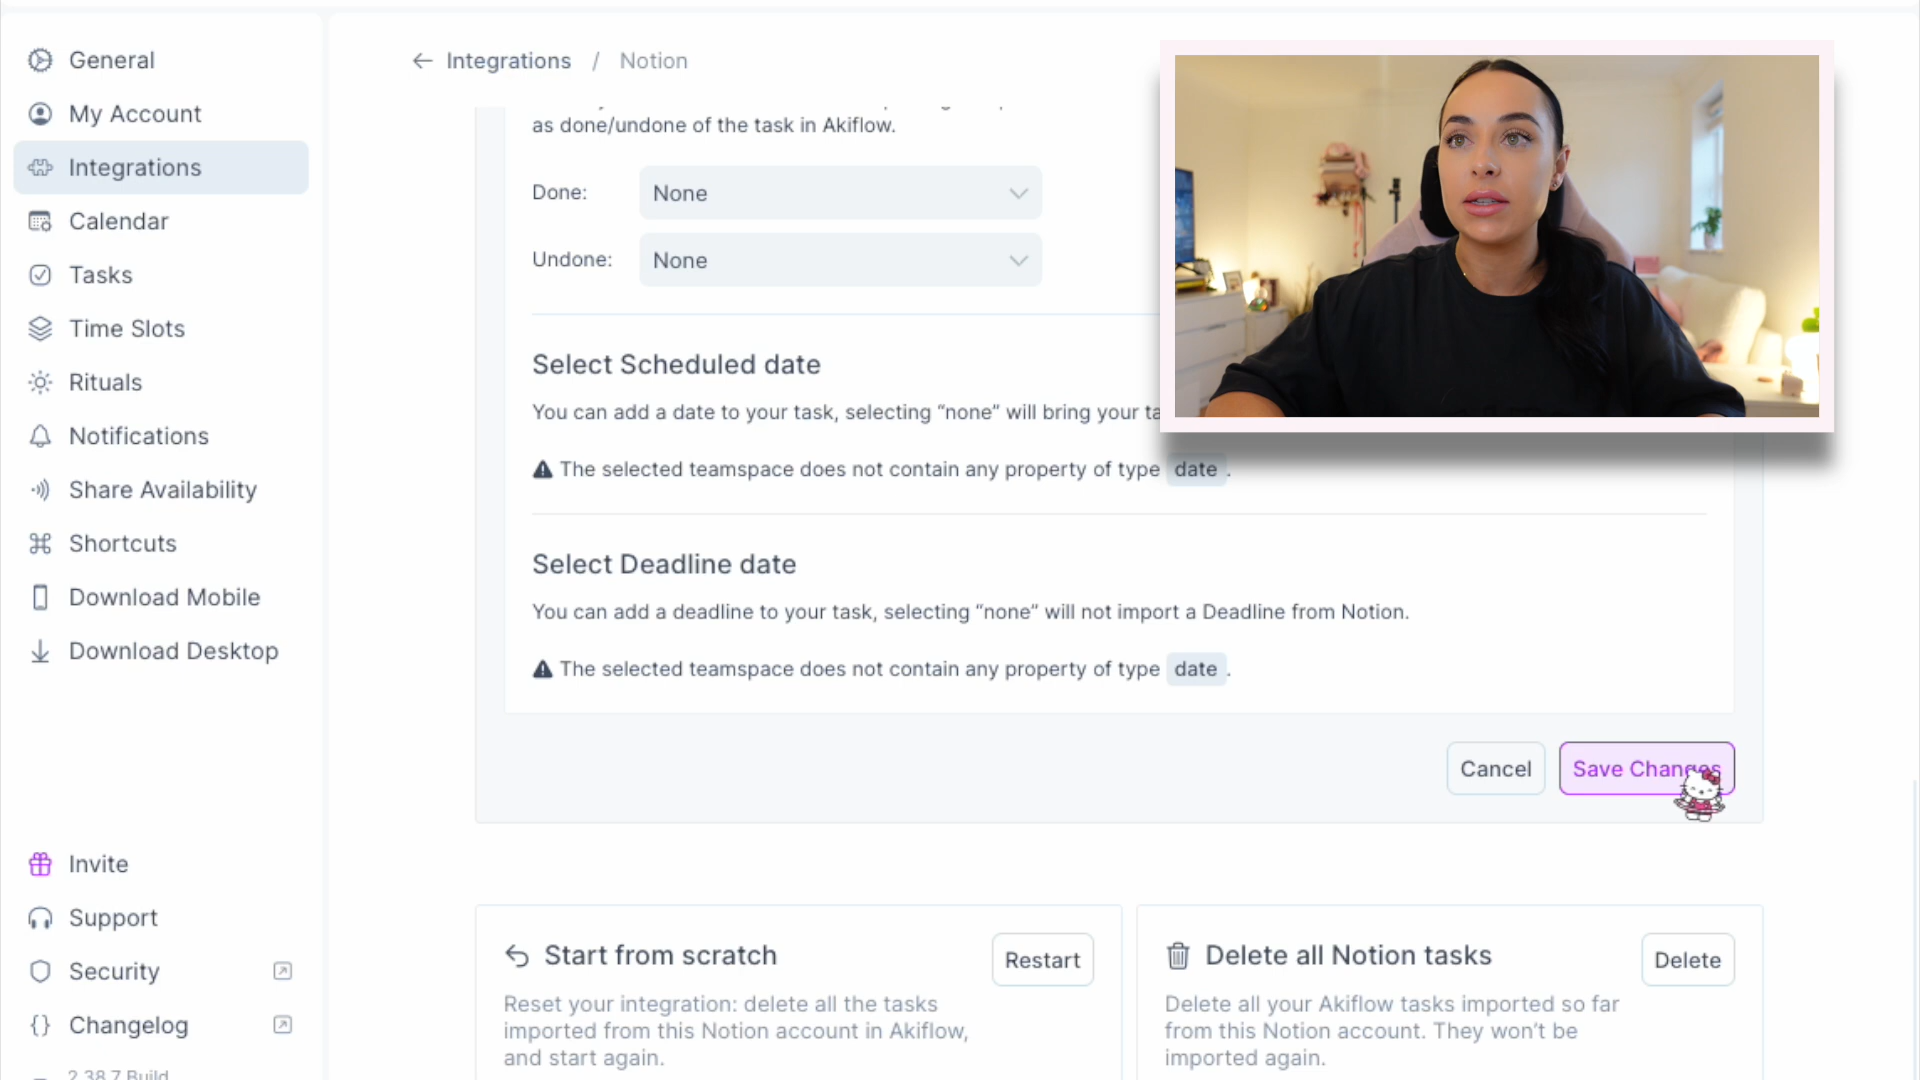 General
My Account
Integrations
Calendar
Tasks
Time Slots
Rituals
Notifications
Share Availability
Shortcuts
Download Mobile
Download Desktop
Invite
Support
Security
Changelog
2.38.7 Build
Integrations / Notion
as done/undone of the task in Akiflow.
Done: None
Undone: None
Select Scheduled date
You can add a date to your task, selecting “none” will bring your
The selected teamspace does not contain any property of type date .
Select Deadline date
You can add a deadline to your task, selecting “none” will not import a Deadline from Notion.
The selected teamspace does not contain any property of type date .
Cancel
Save Changes
Start from scratch
Restart
Reset your integration: delete all the tasks
imported from this Notion account in Akiflow,
and start again.
Delete all Notion tasks
Delete
Delete all your Akiflow tasks imported so far
from this Notion account. They won’t be
imported again.